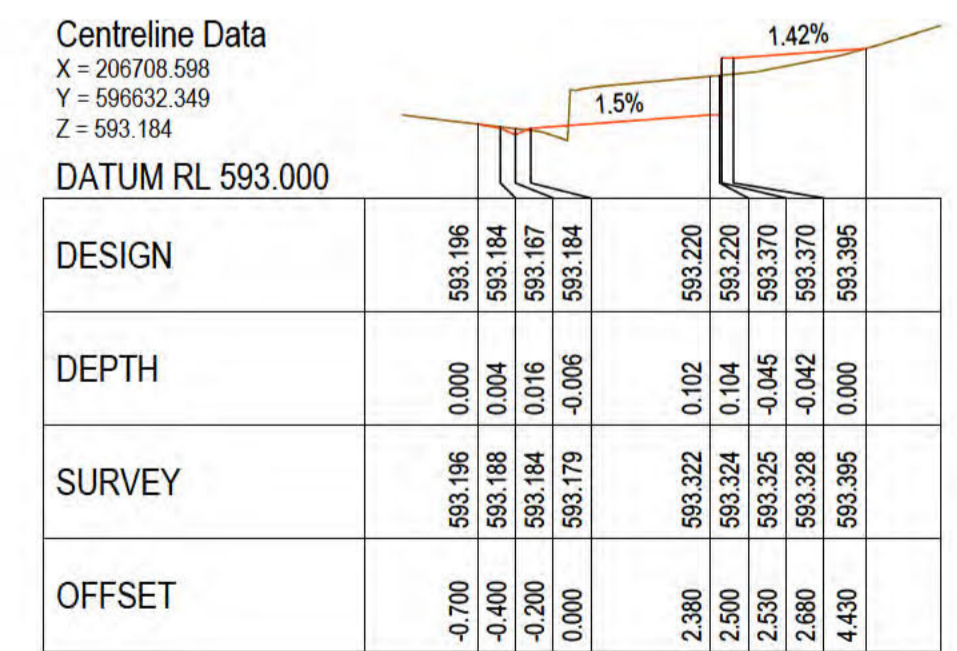 Centreline Data
X = 206708.598
Y = 596632.349
Z = 593.184
DATUM RL 593.000
1.5%
1.42%
DESIGN 593.196 593.184 593.167 593.184 593.220 593.220 593.370 593.370 593.395
DEPTH 0.000 0.004 0.016 -0.006 0.102 0.104 -0.045 -0.042 0.000
SURVEY 593.196 593.188 593.184 593.179 593.322 593.324 593.325 593.328 593.395
OFFSET -0.700 -0.400 -0.200 0.000 2.380 2.500 2.530 2.680 4.430